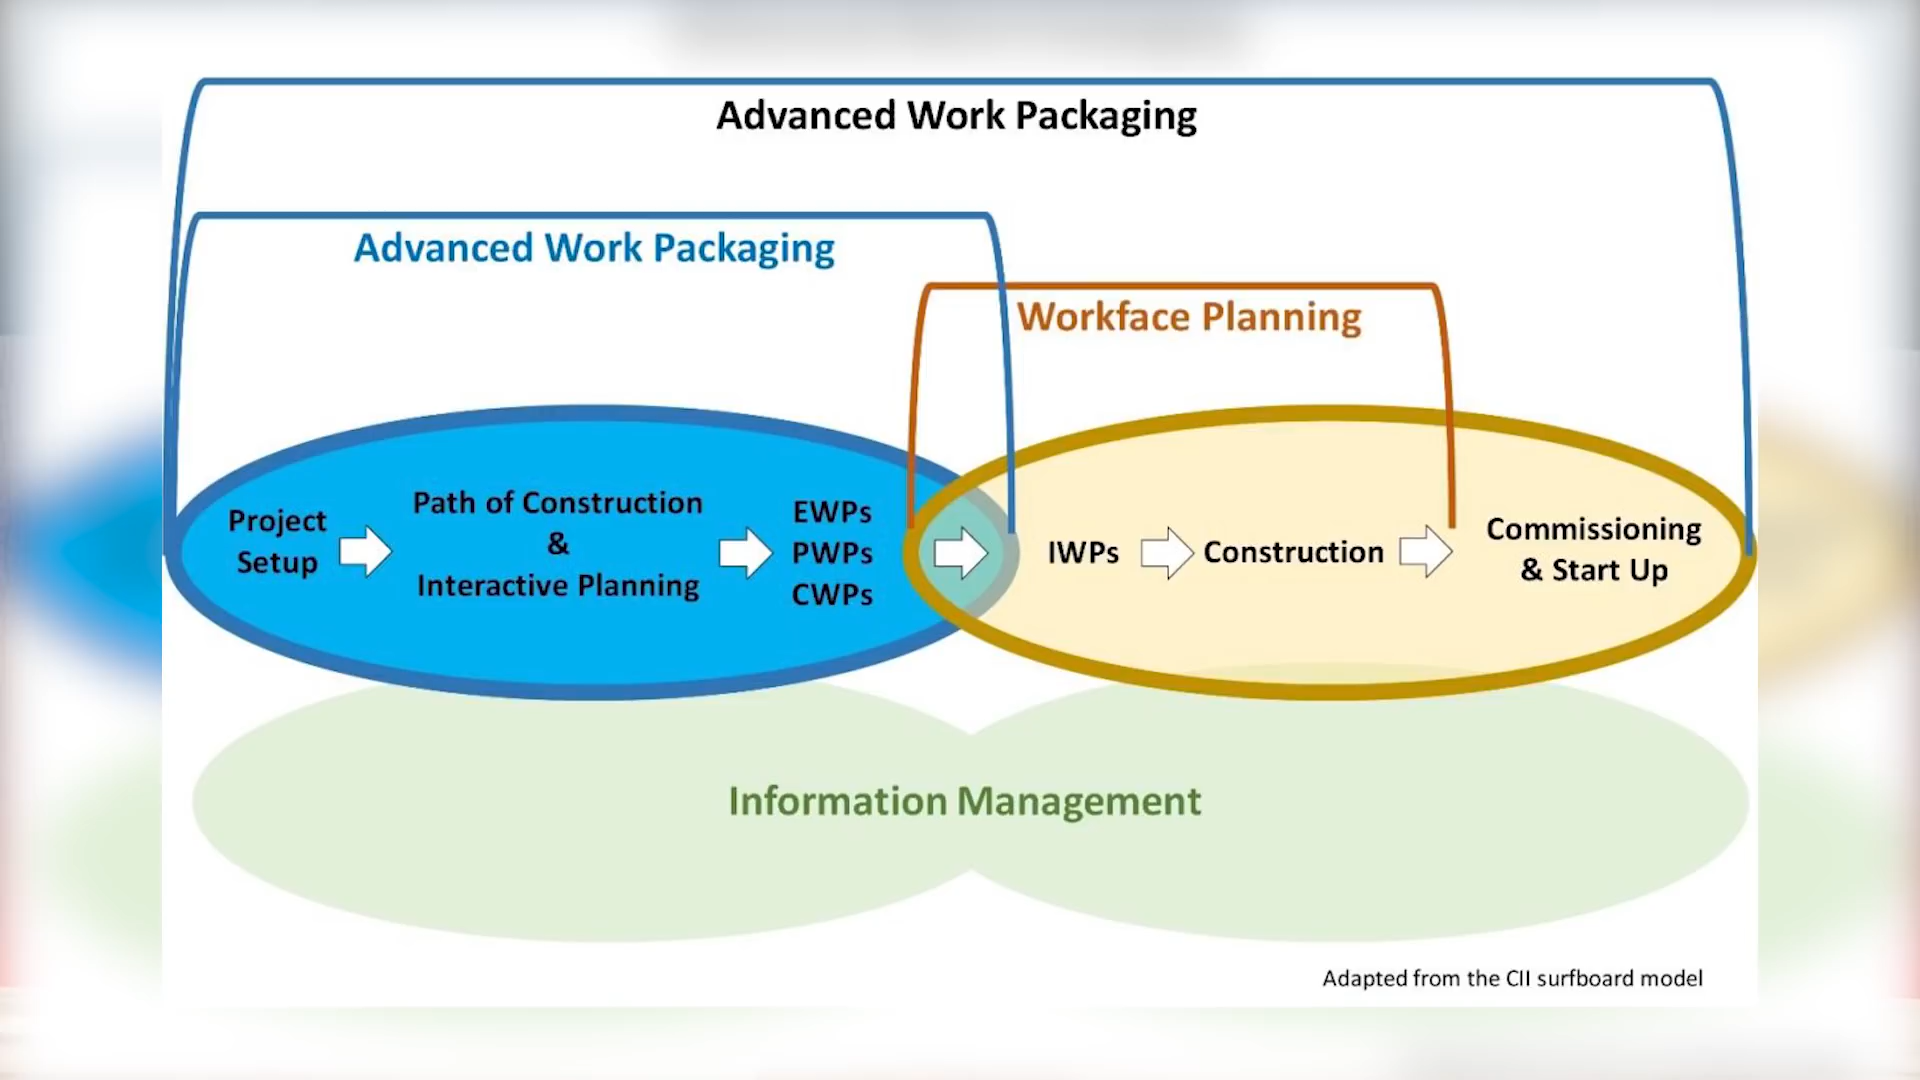 Advanced Work Packaging
Advanced Work Packaging
Workface Planning
Project
Setup
Path of Construction
&
Interactive Planning
EWPs
PWPs
CWPs
IWPs
Construction
Commissioning
& Start Up
Information Management
Adapted from the CII surfboard model